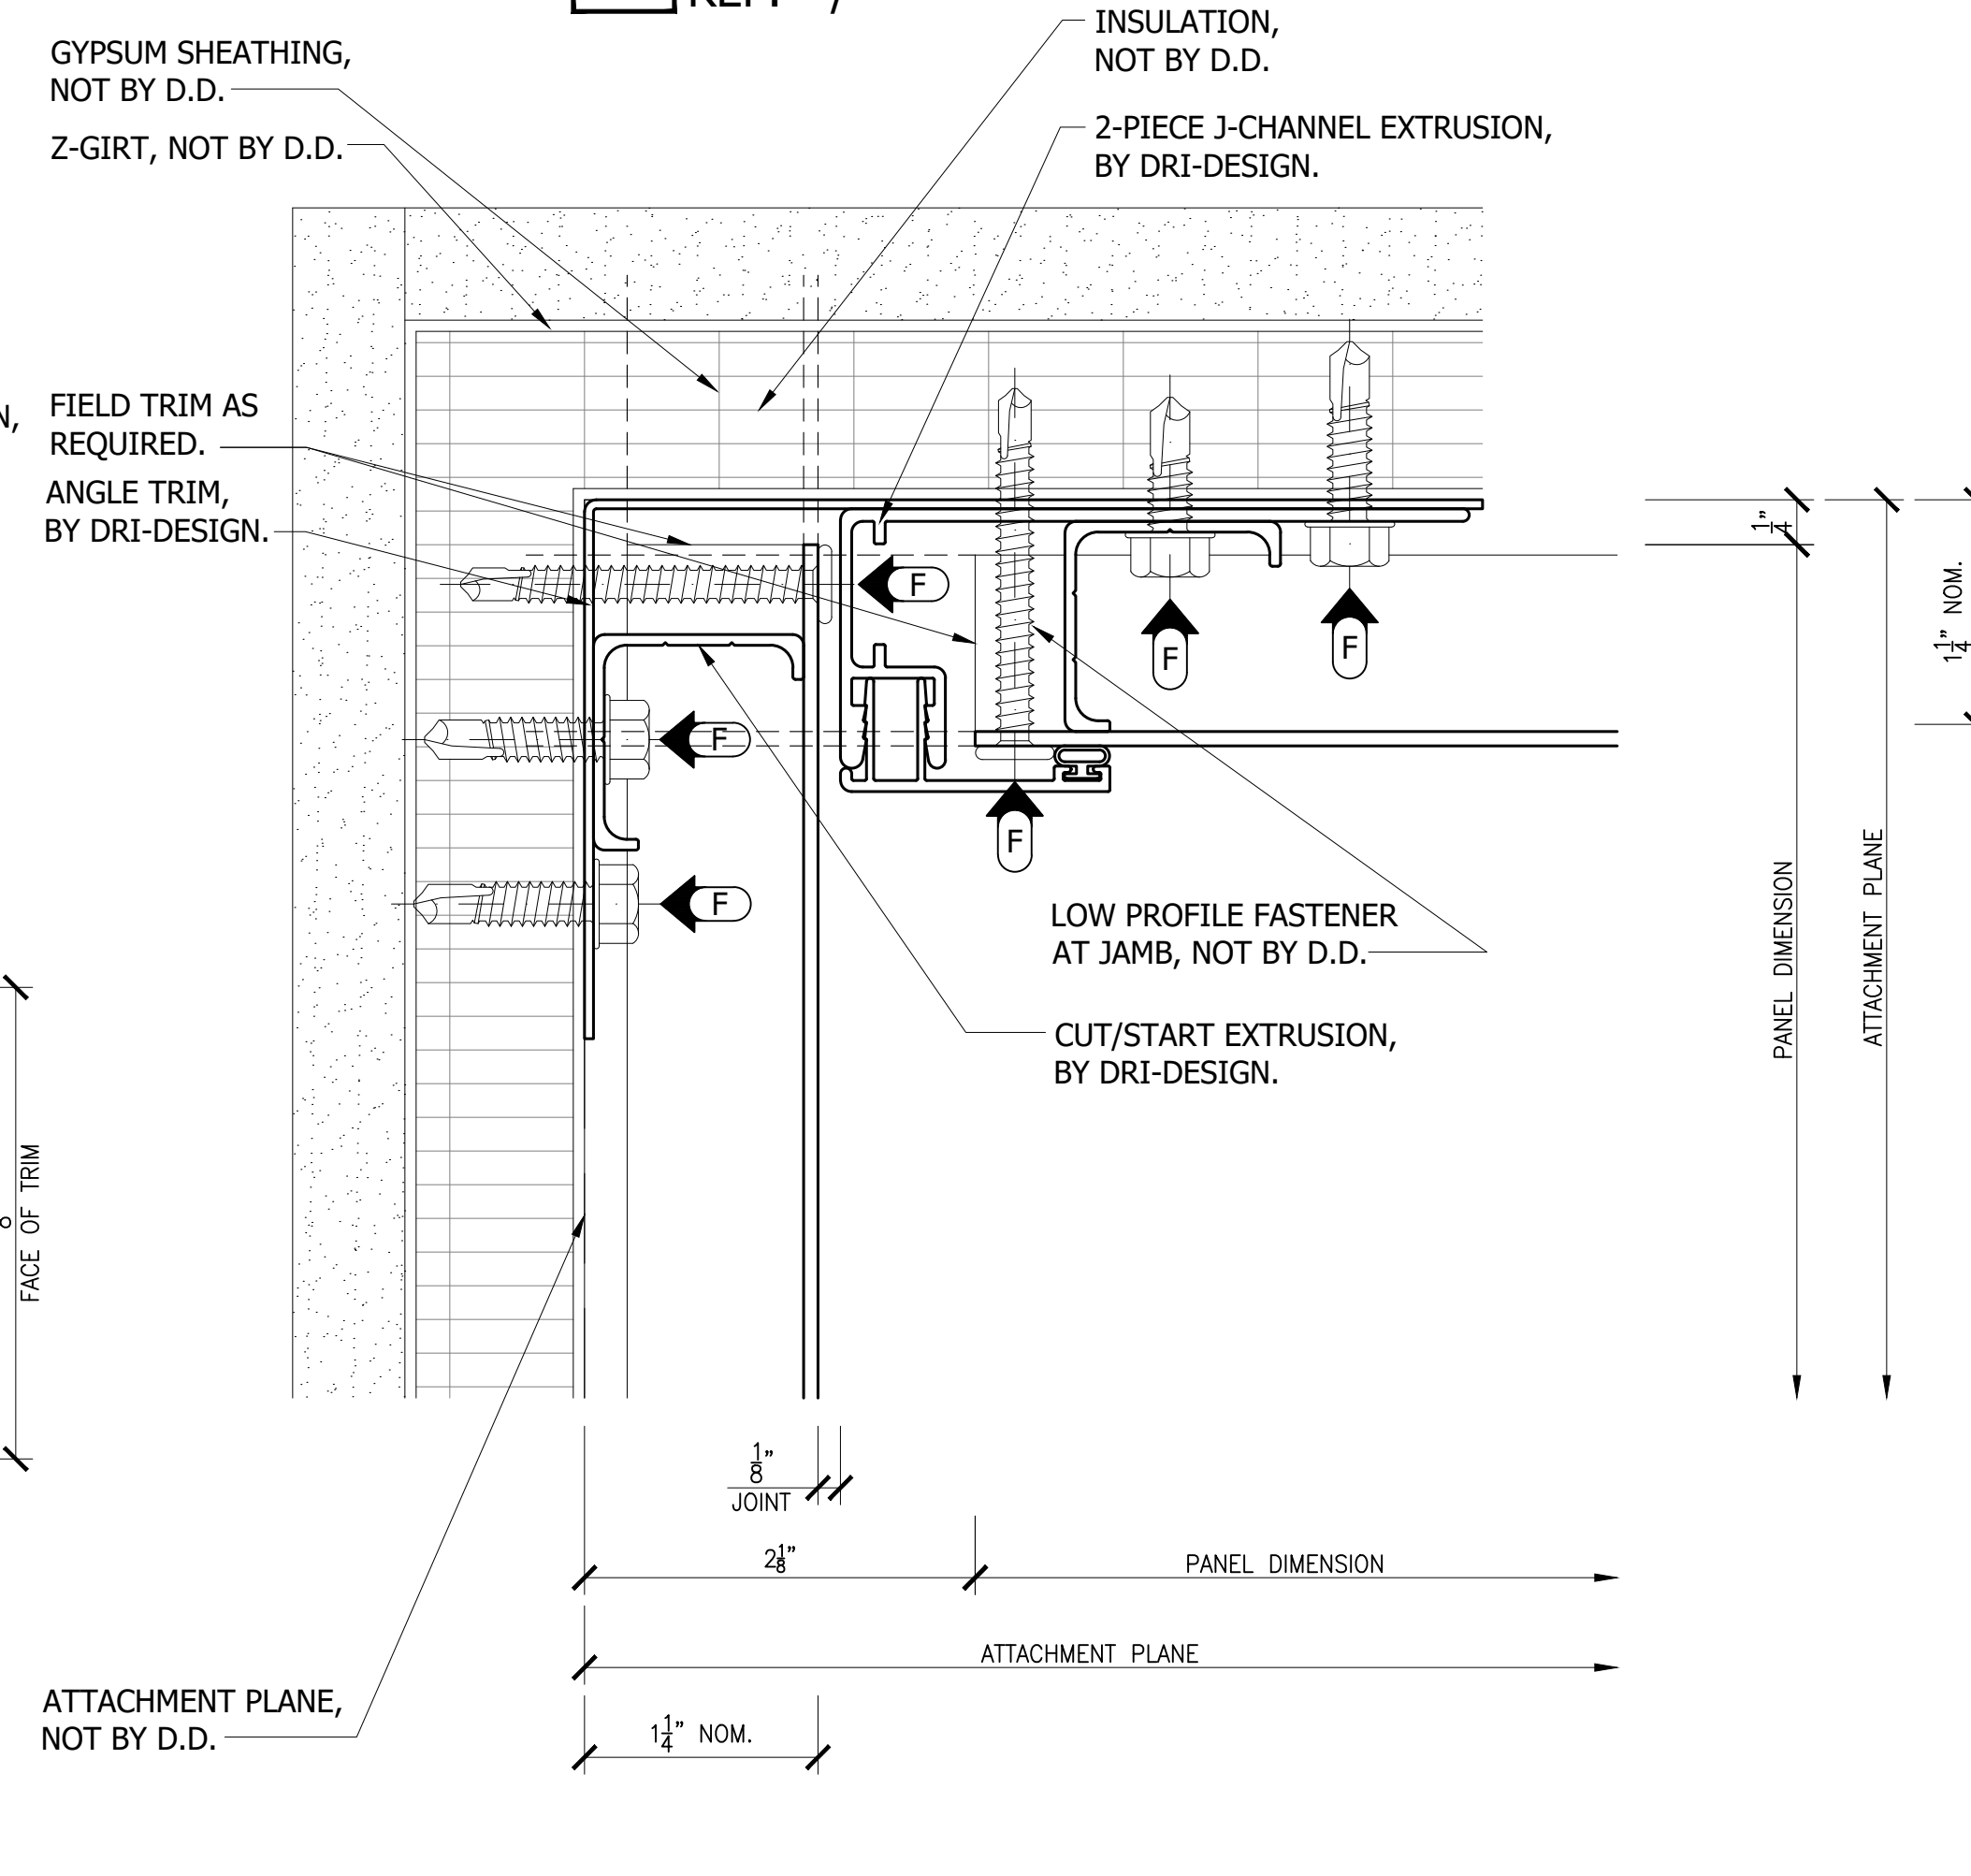 INSULATION,
NOT BY D.D.
GYPSUM SHEATHING,
NOT BY D.D.
Z-GIRT, NOT BY D.D.
2-PIECE J-CHANNEL EXTRUSION,
BY DRI-DESIGN.
FIELD TRIM AS
REQUIRED.
ANGLE TRIM,
BY DRI-DESIGN.
F
F
F
F
F
F
1/4"
1 1/4" NOM.
PANEL DIMENSION
ATTACHMENT PLANE
LOW PROFILE FASTENER
AT JAMB, NOT BY D.D.
CUT/START EXTRUSION,
BY DRI-DESIGN.
FACE OF TRIM
1/8"
JOINT
2 1/8"
PANEL DIMENSION
ATTACHMENT PLANE
ATTACHMENT PLANE,
NOT BY D.D.
1 1/4" NOM.